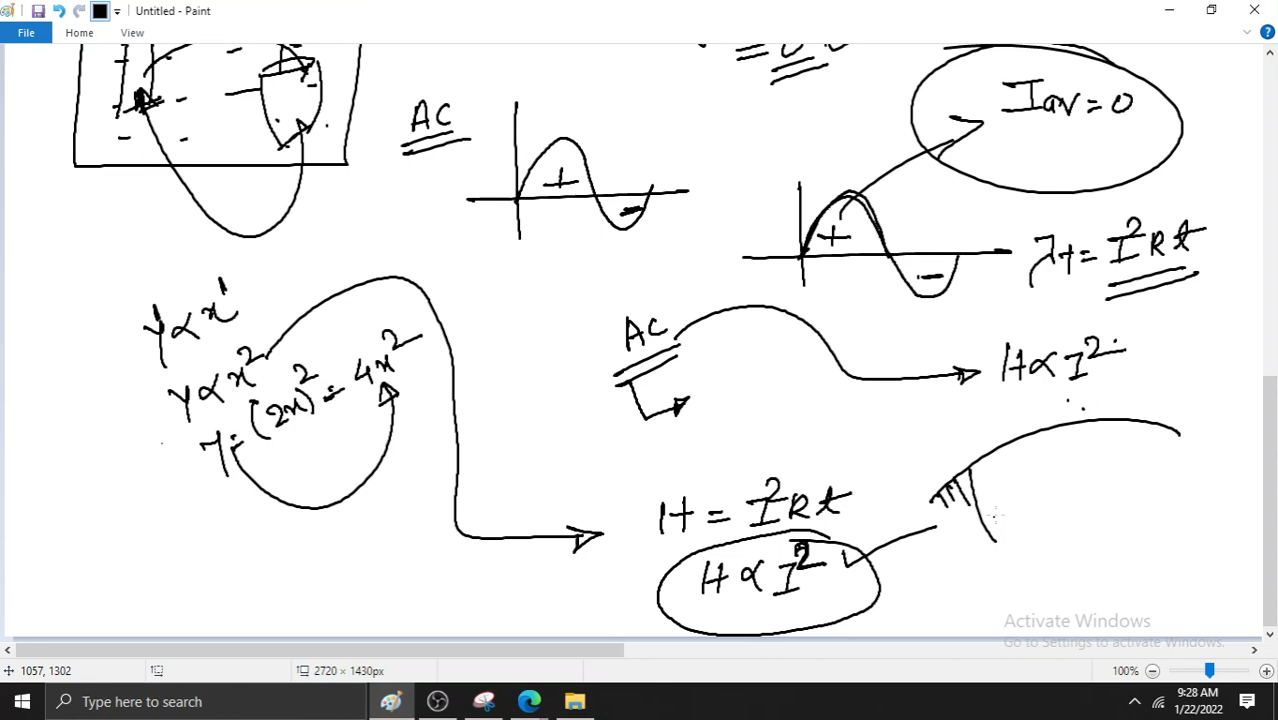 Untitled - Paint
File Home View
Iav = 0
AC
+
-
+
-
H = I²Rt
y ∝ x¹
AC
y ∝ x²
H ∝ I²
y = (2x)² = 4x²
H = I²Rt
H ∝ I²
Activate Windows
Go to Settings to activate Windows.
1057, 1302
2720 × 1430px
100%
Type here to search
9:28 AM
1/22/2022